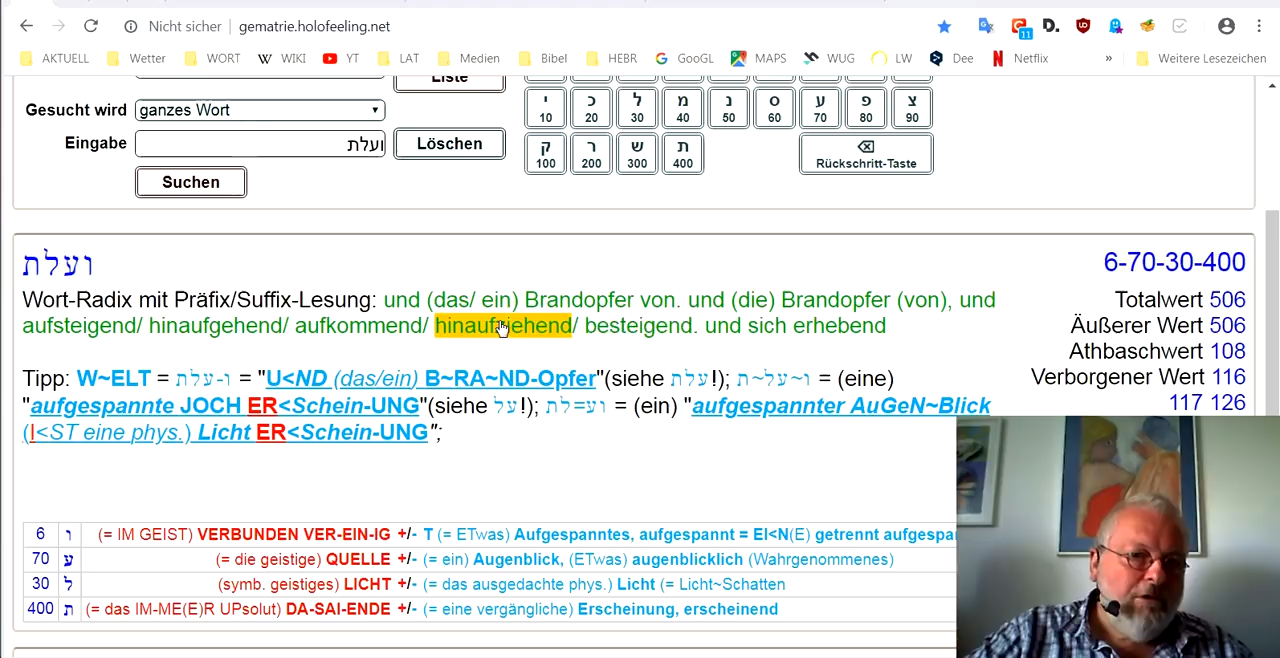 Nicht sicher | gematrie.holofeeling.net
AKTUELL Wetter WORT WIKI YT LAT Medien Bibel HEBR GooGL MAPS WUG LW Dee Netflix » Weitere Lesezeichen
Liste
Gesucht wird ganzes Wort
Eingabe ועלת Löschen
Suchen
י כ ל מ נ ס ע פ צ
10 20 30 40 50 60 70 80 90
ק ר ש ת
100 200 300 400 Rückschritt-Taste
ועלת 6-70-30-400
Wort-Radix mit Präfix/Suffix-Lesung: und (das/ ein) Brandopfer von. und (die) Brandopfer (von), und
aufsteigend/ hinaufgehend/ aufkommend/ hinaufziehend/ besteigend. und sich erhebend
Totalwert 506
Äußerer Wert 506
Athbaschwert 108
Verborgener Wert 116
117 126
Tipp: W~ELT = ו-עלת = "U<ND (das/ein) B~RA~ND-Opfer"(siehe עלת!); ו~על~ת = (eine)
"aufgespannte JOCH ER<Schein-UNG"(siehe על!); וע=לת = (ein) "aufgespannter AuGeN~Blick
(I<ST eine phys.) Licht ER<Schein-UNG";
6 ו (= IM GEIST) VERBUNDEN VER-EIN-IG +/- T (= ETwas) Aufgespanntes, aufgespannt = EI<N(E) getrennt aufgespa
70 ע (= die geistige) QUELLE +/- (= ein) Augenblick, (ETwas) augenblicklich (Wahrgenommenes)
30 ל (symb. geistiges) LICHT +/- (= das ausgedachte phys.) Licht (= Licht~Schatten
400 ת (= das IM-ME(E)R UPsolut) DA-SAI-ENDE +/- (= eine vergängliche) Erscheinung, erscheinend